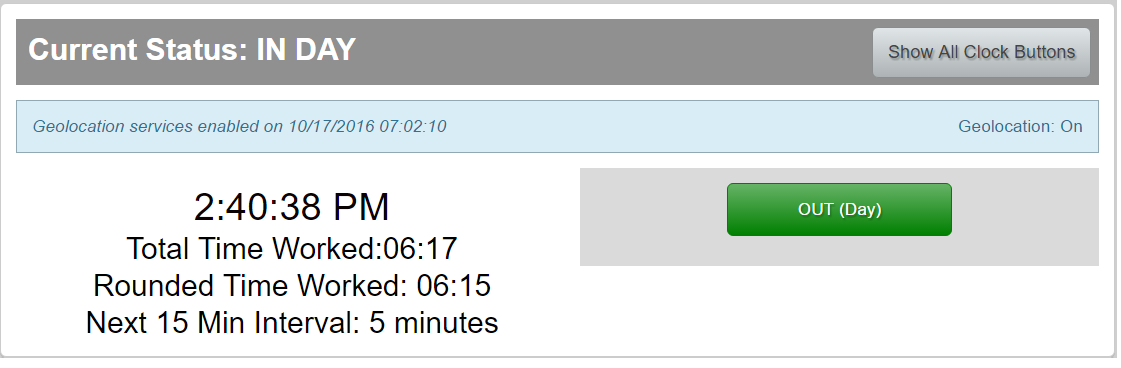 Current Status: IN DAY
Show All Clock Buttons
Geolocation services enabled on 10/17/2016 07:02:10
Geolocation: On
2:40:38 PM
Total Time Worked:06:17
Rounded Time Worked: 06:15
Next 15 Min Interval: 5 minutes
OUT (Day)